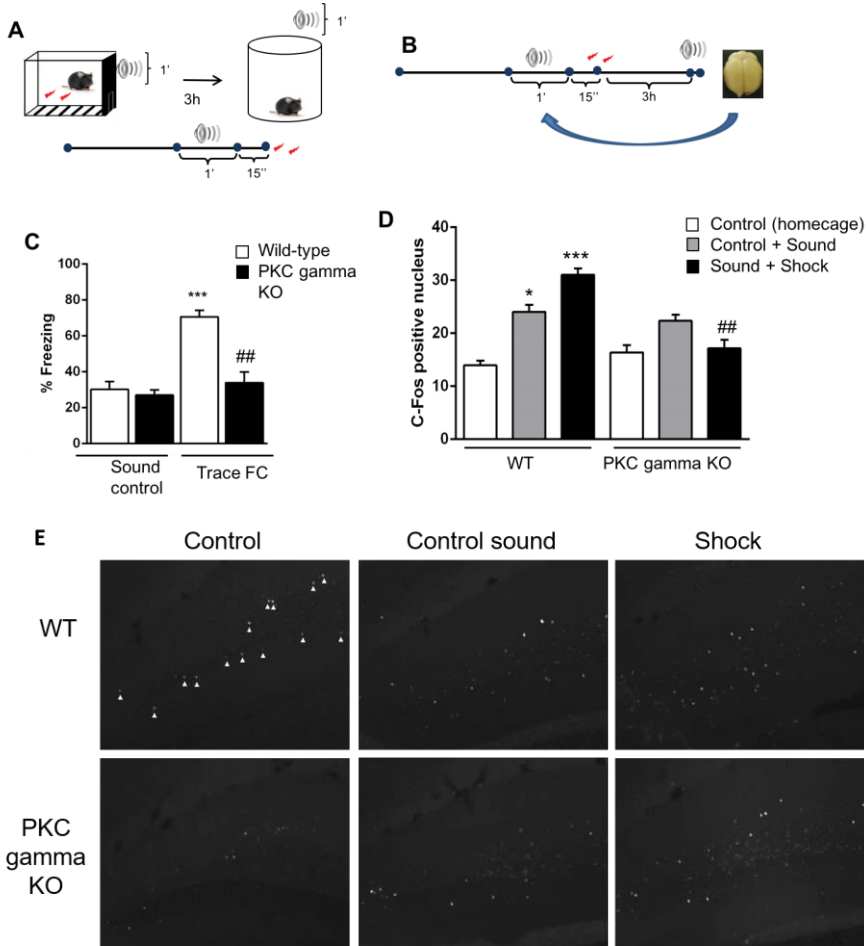 A
1'
3h
1'
1'
15''
B
1'
15''
3h
C
Wild-type
PKC gamma
KO
% Freezing
100
80
60
40
20
0
***
##
Sound
control
Trace FC
D
Control (homecage)
Control + Sound
Sound + Shock
C-Fos positive nucleus
40
30
20
10
0
*
***
##
WT
PKC gamma KO
E
Control
Control sound
Shock
WT
PKC
gamma
KO